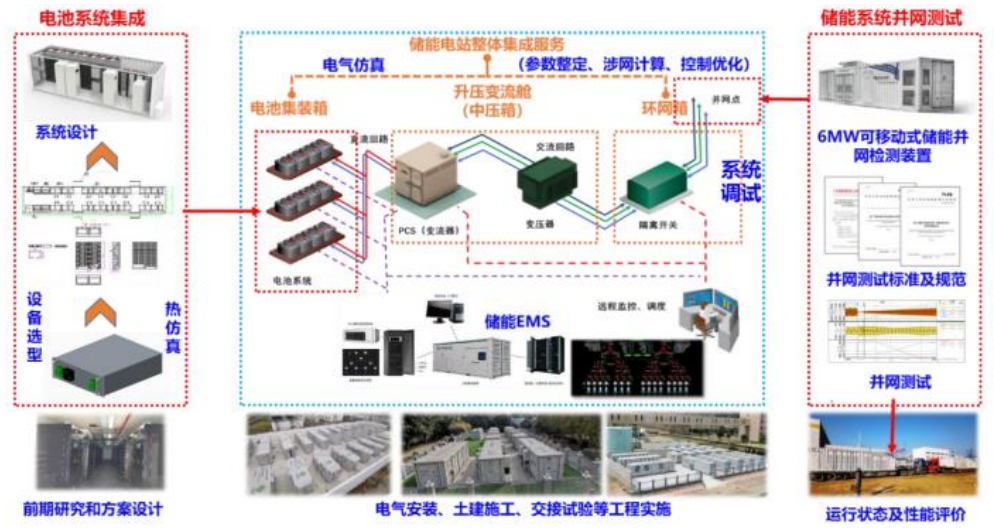 电池系统集成
系统设计
设备选型
热仿真
前期研究和方案设计
储能电站整体集成服务
电气仿真
（参数整定、涉网计算、控制优化）
电池集装箱
升压变流舱
（中压箱）
环网箱
并网点
直流回路
交流回路
系统调试
PCS（变流器）
变压器
隔离开关
电池系统
储能EMS
远程监控、调度
电气安装、土建施工、交接试验等工程实施
储能系统并网测试
6MW可移动式储能并
网检测装置
并网测试标准及规范
并网测试
运行状态及性能评价